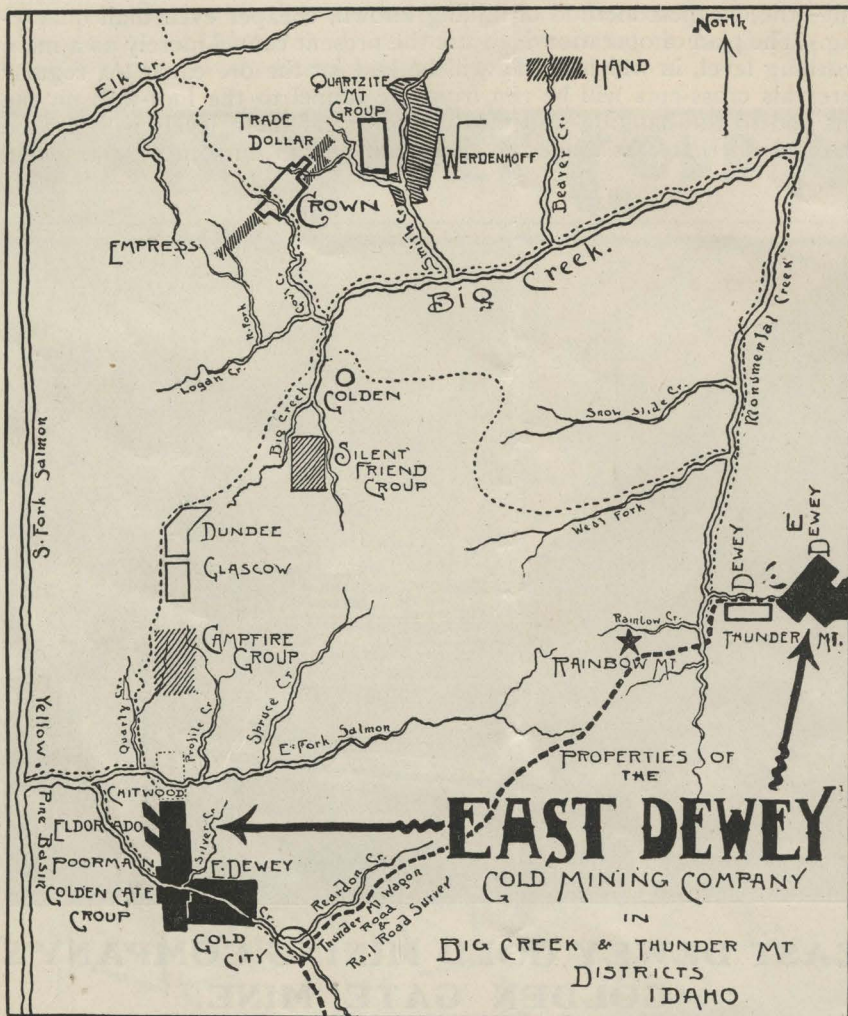 North
Elk Cr.
QUARTZITE
MT
GROUP
HAND
TRADE
DOLLAR
WERDENHOFF
Beaver Cr.
CROWN
EMPRESS
Smith Cr.
BIG Creek.
R. Fork
Logan Cr.
Monumental Creek
GOLDEN
Big Creek
Snow Slide Cr.
SILENT
FRIEND
GROUP
S. Fork Salmon
West Fork
DUNDEE
GLASCOW
DEWEY
E
DEWEY
THUNDER MT.
Rainbow Cr.
RAINBOW MT
CAMPFIRE
GROUP
Quartz Cr.
Profile Cr.
Spruce Cr
E. Fork Salmon
Yellow
Pine Basin
CHITWOOD
ELDORADO
POORMAN
Silver Cr
E. DEWEY
GOLDEN GATE
GROUP
Cr.
GOLD
CITY
Reardon Cr.
Thunder Mt Wagon
Road
&
Rail Road Survey
PROPERTIES OF
THE
EAST DEWEY
GOLD MINING COMPANY
IN
BIG CREEK & THUNDER MT
DISTRICTS
IDAHO